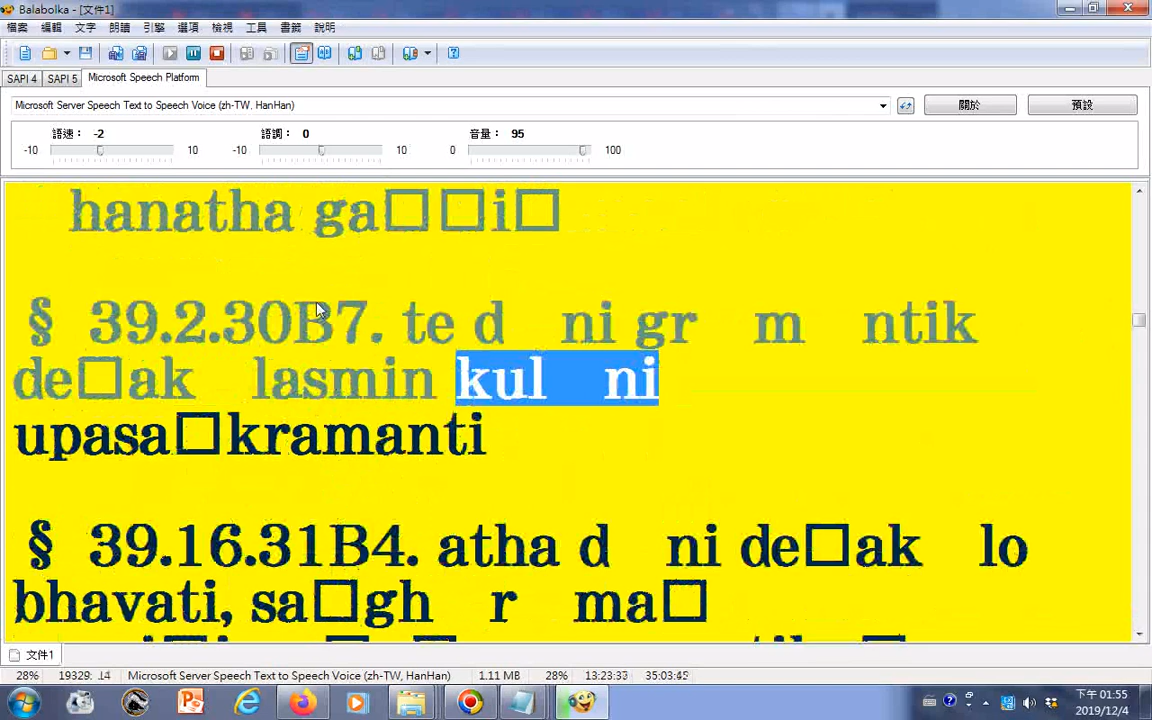 Balabolka - [文件1]
檔案 編輯 文字 朗讀 引擎 選項 檢視 工具 書籤 說明
SAPI 4 SAPI 5 Microsoft Speech Platform
Microsoft Server Speech Text to Speech Voice (zh-TW, HanHan) 關於 預設
語速： -2 語調： 0 音量： 95
-10 10 -10 10 0 100
hanatha ga□□i□
§ 39.2.30B7. te d ni gr m ntik
de□ak lasmin kul ni
upasa□kramanti
§ 39.16.31B4. atha d ni de□ak lo
bhavati, sa□gh r ma□
文件1
28% 19329: 14 Microsoft Server Speech Text to Speech Voice (zh-TW, HanHan) 1.11 MB 28% 13:23:33 35:03:45
下午 01:55
2019/12/4